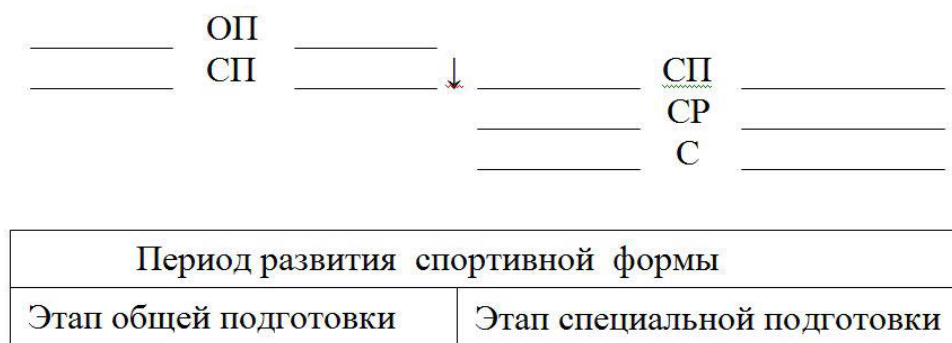 ОП
СП ↓ СП
СР
С
Период развития спортивной формы
Этап общей подготовки Этап специальной подготовки